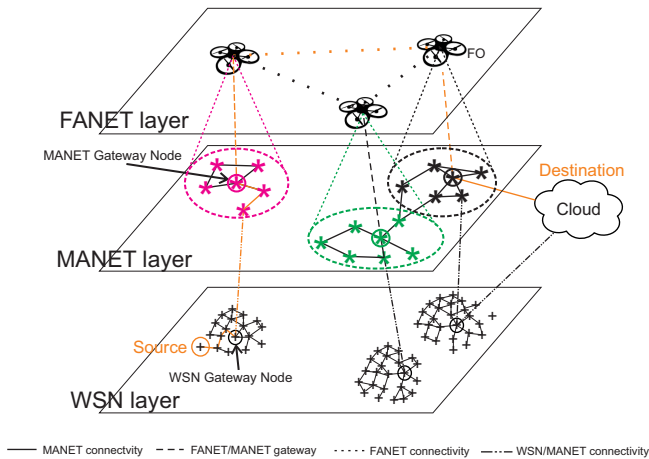 FO
FANET layer
MANET Gateway Node
Destination
Cloud
MANET layer
Source
WSN Gateway Node
WSN layer
MANET connectivity
FANET/MANET gateway
FANET connectivity
WSN/MANET connectivity